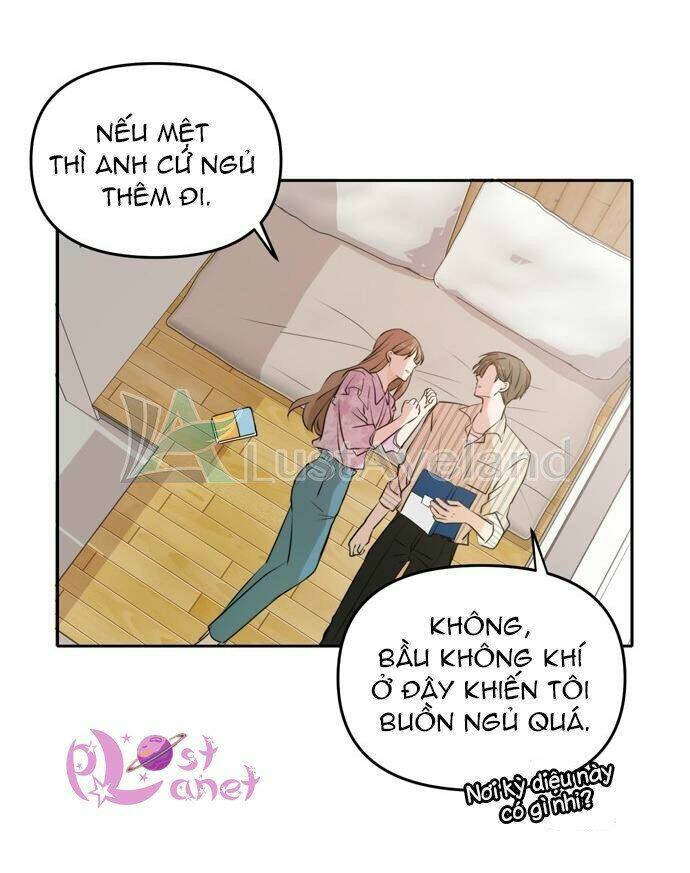 NẾU MỆT
THÌ ANH CỨ NGỦ
THÊM ĐI.
LustAveland
KHÔNG,
BẦU KHÔNG KHÍ
Ở ĐÂY KHIẾN TÔI
BUỒN NGỦ QUÁ.
Lost
Planet
Nơi kỳ diệu này
có gì nhỉ?